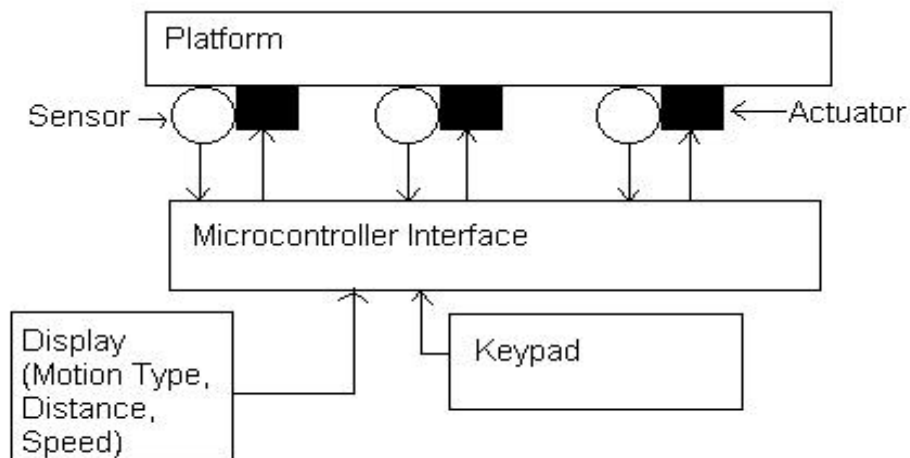 Platform
Sensor
Actuator
Microcontroller Interface
Display
(Motion Type,
Distance,
Speed)
Keypad